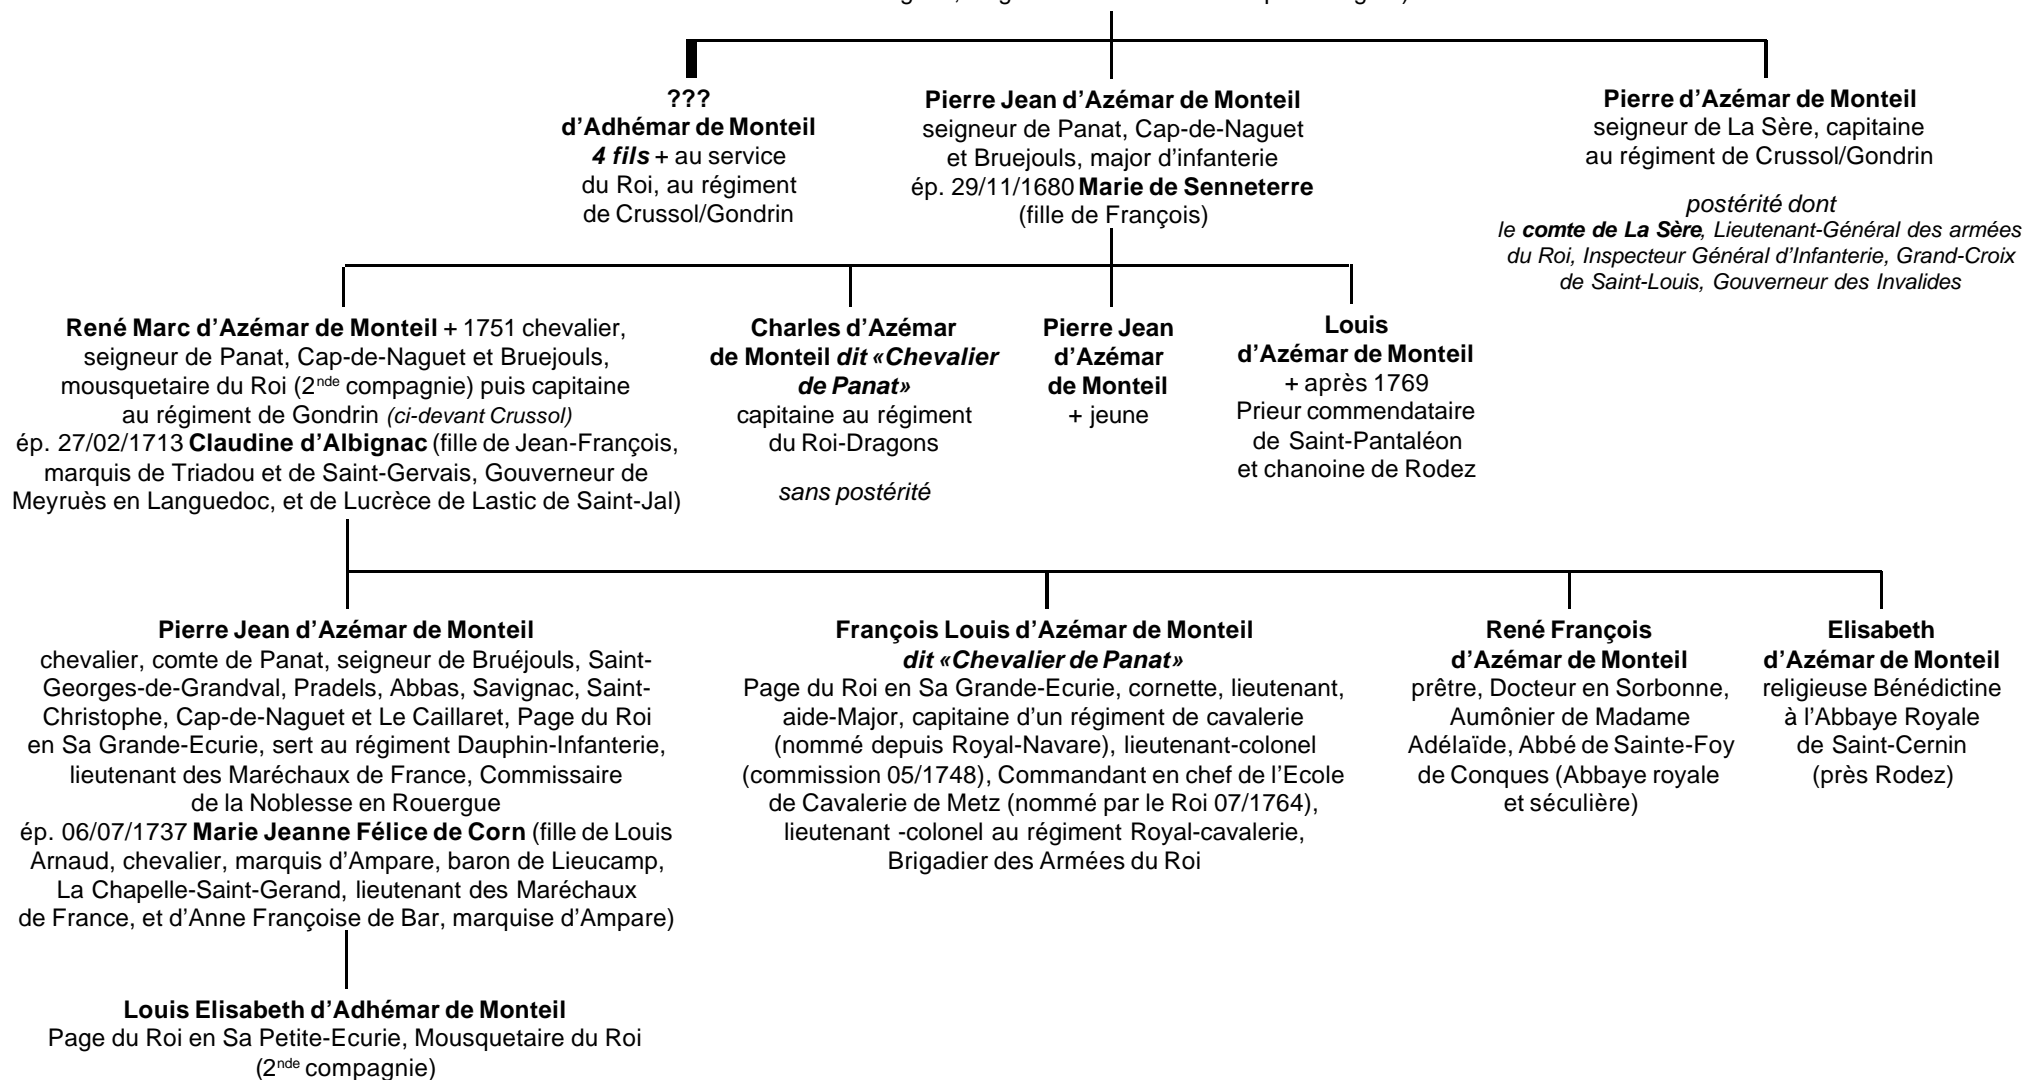 ???
d’Adhémar de Monteil
4 fils + au service
du Roi, au régiment
de Crussol/Gondrin
Pierre Jean d’Azémar de Monteil
seigneur de Panat, Cap-de-Naguet
et Bruejouls, major d’infanterie
ép. 29/11/1680 Marie de Senneterre
(fille de François)
Pierre d’Azémar de Monteil
seigneur de La Sère, capitaine
au régiment de Crussol/Gondrin
postérité dont
le comte de La Sère, Lieutenant-Général des armées
du Roi, Inspecteur Général d’Infanterie, Grand-Croix
de Saint-Louis, Gouverneur des Invalides
René Marc d’Azémar de Monteil + 1751 chevalier,
seigneur de Panat, Cap-de-Naguet et Bruejouls,
mousquetaire du Roi (2nde compagnie) puis capitaine
au régiment de Gondrin (ci-devant Crussol)
ép. 27/02/1713 Claudine d’Albignac (fille de Jean-François,
marquis de Triadou et de Saint-Gervais, Gouverneur de
Meyruès en Languedoc, et de Lucrèce de Lastic de Saint-Jal)
Charles d’Azémar
de Monteil dit «Chevalier
de Panat»
capitaine au régiment
du Roi-Dragons
sans postérité
Pierre Jean
d’Azémar
de Monteil
+ jeune
Louis
d’Azémar de Monteil
+ après 1769
Prieur commendataire
de Saint-Pantaléon
et chanoine de Rodez
Pierre Jean d’Azémar de Monteil
chevalier, comte de Panat, seigneur de Bruéjouls, Saint-
Georges-de-Grandval, Pradels, Abbas, Savignac, Saint-
Christophe, Cap-de-Naguet et Le Caillaret, Page du Roi
en Sa Grande-Ecurie, sert au régiment Dauphin-Infanterie,
lieutenant des Maréchaux de France, Commissaire
de la Noblesse en Rouergue
ép. 06/07/1737 Marie Jeanne Félice de Corn (fille de Louis
Arnaud, chevalier, marquis d’Ampare, baron de Lieucamp,
La Chapelle-Saint-Gerand, lieutenant des Maréchaux
de France, et d’Anne Françoise de Bar, marquise d’Ampare)
François Louis d’Azémar de Monteil
dit «Chevalier de Panat»
Page du Roi en Sa Grande-Ecurie, cornette, lieutenant,
aide-Major, capitaine d’un régiment de cavalerie
(nommé depuis Royal-Navare), lieutenant-colonel
(commission 05/1748), Commandant en chef de l’Ecole
de Cavalerie de Metz (nommé par le Roi 07/1764),
lieutenant -colonel au régiment Royal-cavalerie,
Brigadier des Armées du Roi
René François
d’Azémar de Monteil
prêtre, Docteur en Sorbonne,
Aumônier de Madame
Adélaïde, Abbé de Sainte-Foy
de Conques (Abbaye royale
et séculière)
Elisabeth
d’Azémar de Monteil
religieuse Bénédictine
à l’Abbaye Royale
de Saint-Cernin
(près Rodez)
Louis Elisabeth d’Adhémar de Monteil
Page du Roi en Sa Petite-Ecurie, Mousquetaire du Roi
(2nde compagnie)